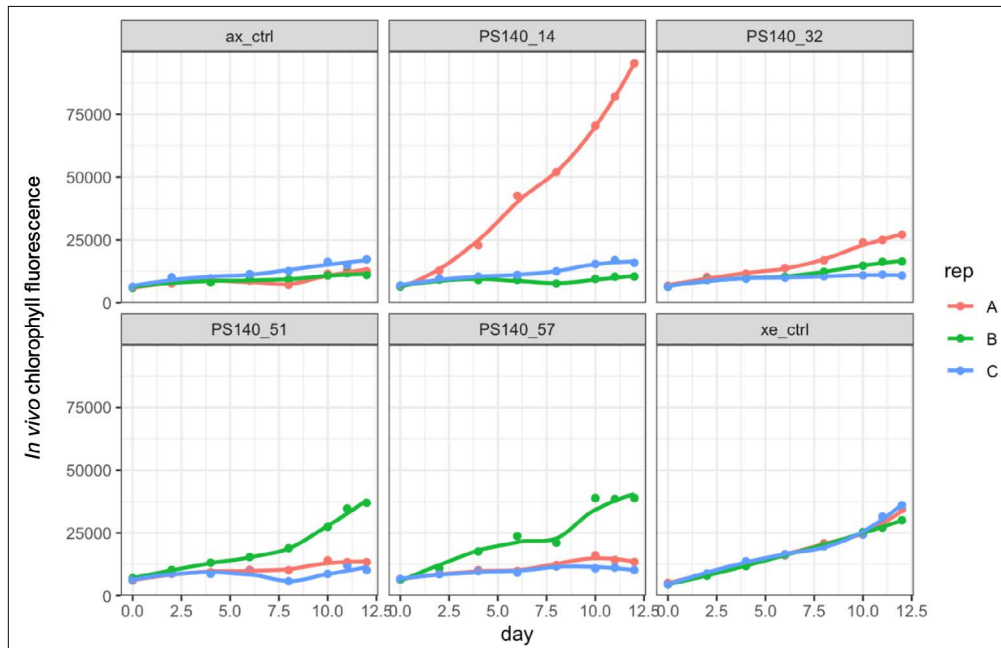 ax_ctrl PS140_14 PS140_32
75000
50000
25000
0
PS140_51 PS140_57 xe_ctrl
75000
50000
25000
0
0.0 2.5 5.0 7.5 10.0 12.5 0.0 2.5 5.0 7.5 10.0 12.5 0.0 2.5 5.0 7.5 10.0 12.5
day
In vivo chlorophyll fluorescence
rep
A
B
C